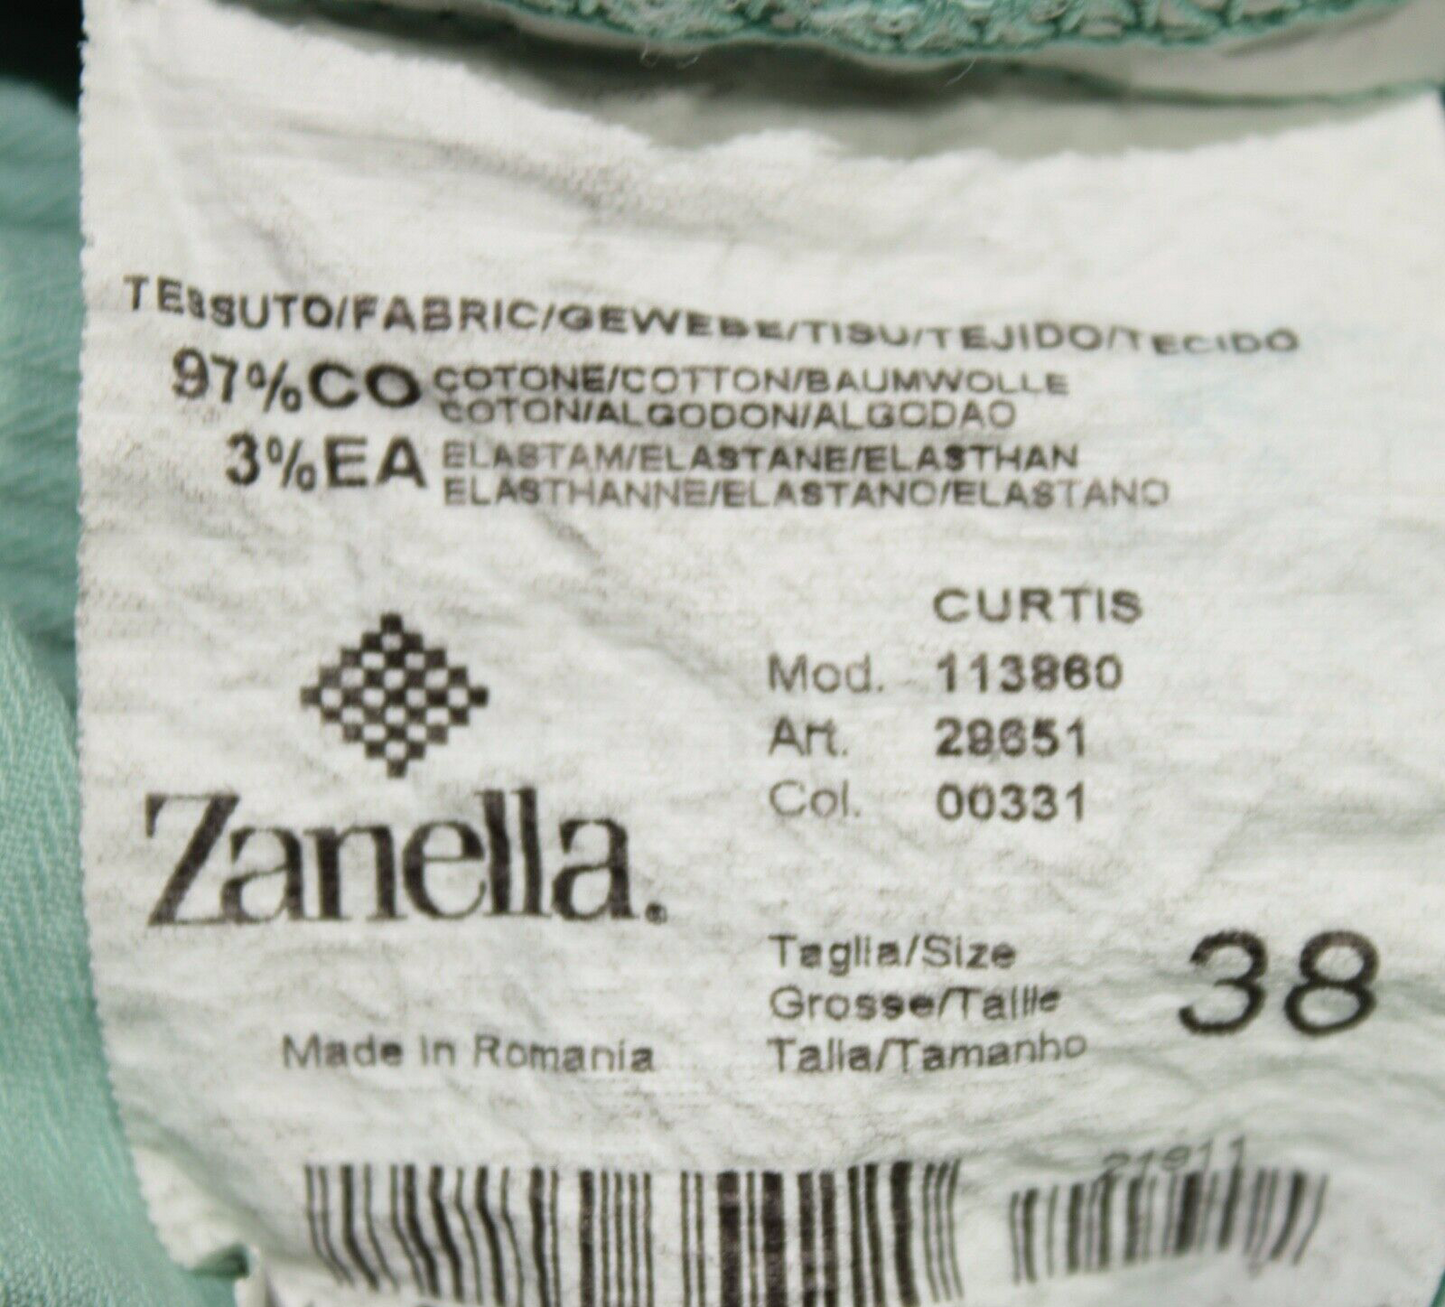 TESSUTO/FABRIC/GEWEBE/TISU/TEJIDO/TECIDO
97%CO COTONE/COTTON/BAUMWOLLE
COTON/ALGODON/ALGODAO
3%EA ELASTAM/ELASTANE/ELASTHAN
ELASTHANNE/ELASTANO/ELASTANO
CURTIS
Mod. 113860
Art. 28651
Col. 00331
Zanella.®
Taglia/Size
Grosse/Taille
Talla/Tamanho
38
Made in Romania
21911